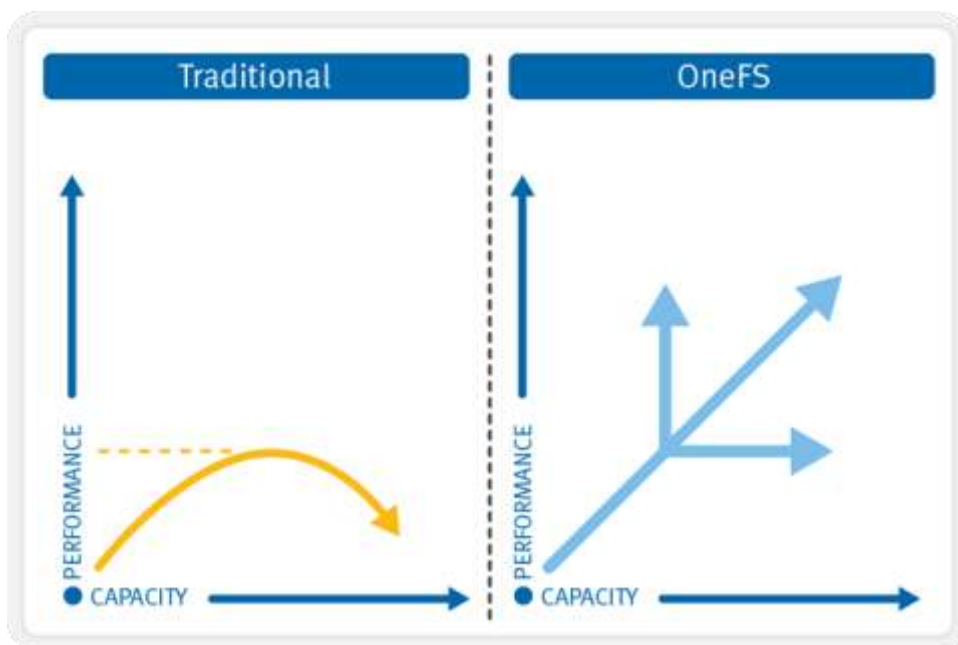 Traditional
PERFORMANCE
CAPACITY
OneFS
PERFORMANCE
CAPACITY